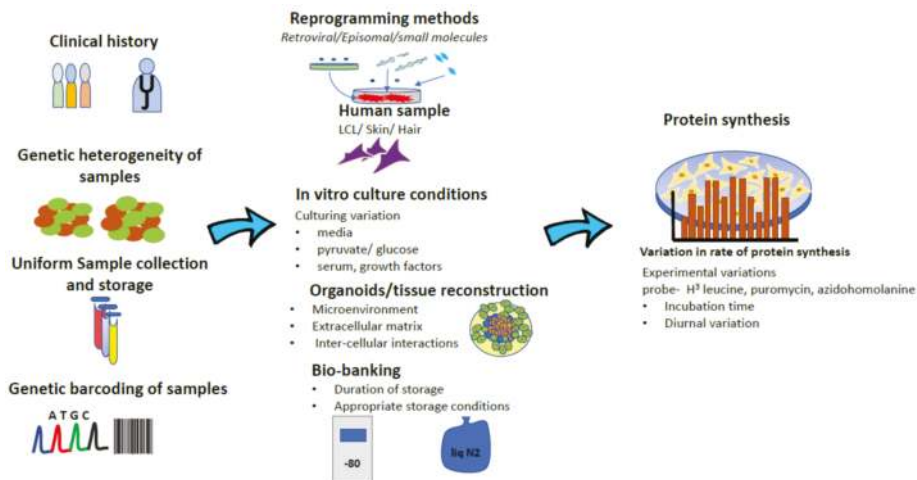 Clinical history
Genetic heterogeneity of
samples
Uniform Sample collection
and storage
Genetic barcoding of samples
A T G C
Reprogramming methods
Retroviral/Episomal/small molecules
Human sample
LCL/ Skin/ Hair
In vitro culture conditions
Culturing variation
• media
• pyruvate/ glucose
• serum, growth factors
Organoids/tissue reconstruction
• Microenvironment
• Extracellular matrix
• Inter-cellular interactions
Bio-banking
• Duration of storage
• Appropriate storage conditions
-80
liq N2
Protein synthesis
Variation in rate of protein synthesis
Experimental variations
probe- H³ leucine, puromycin, azidohomolanine
• Incubation time
• Diurnal variation